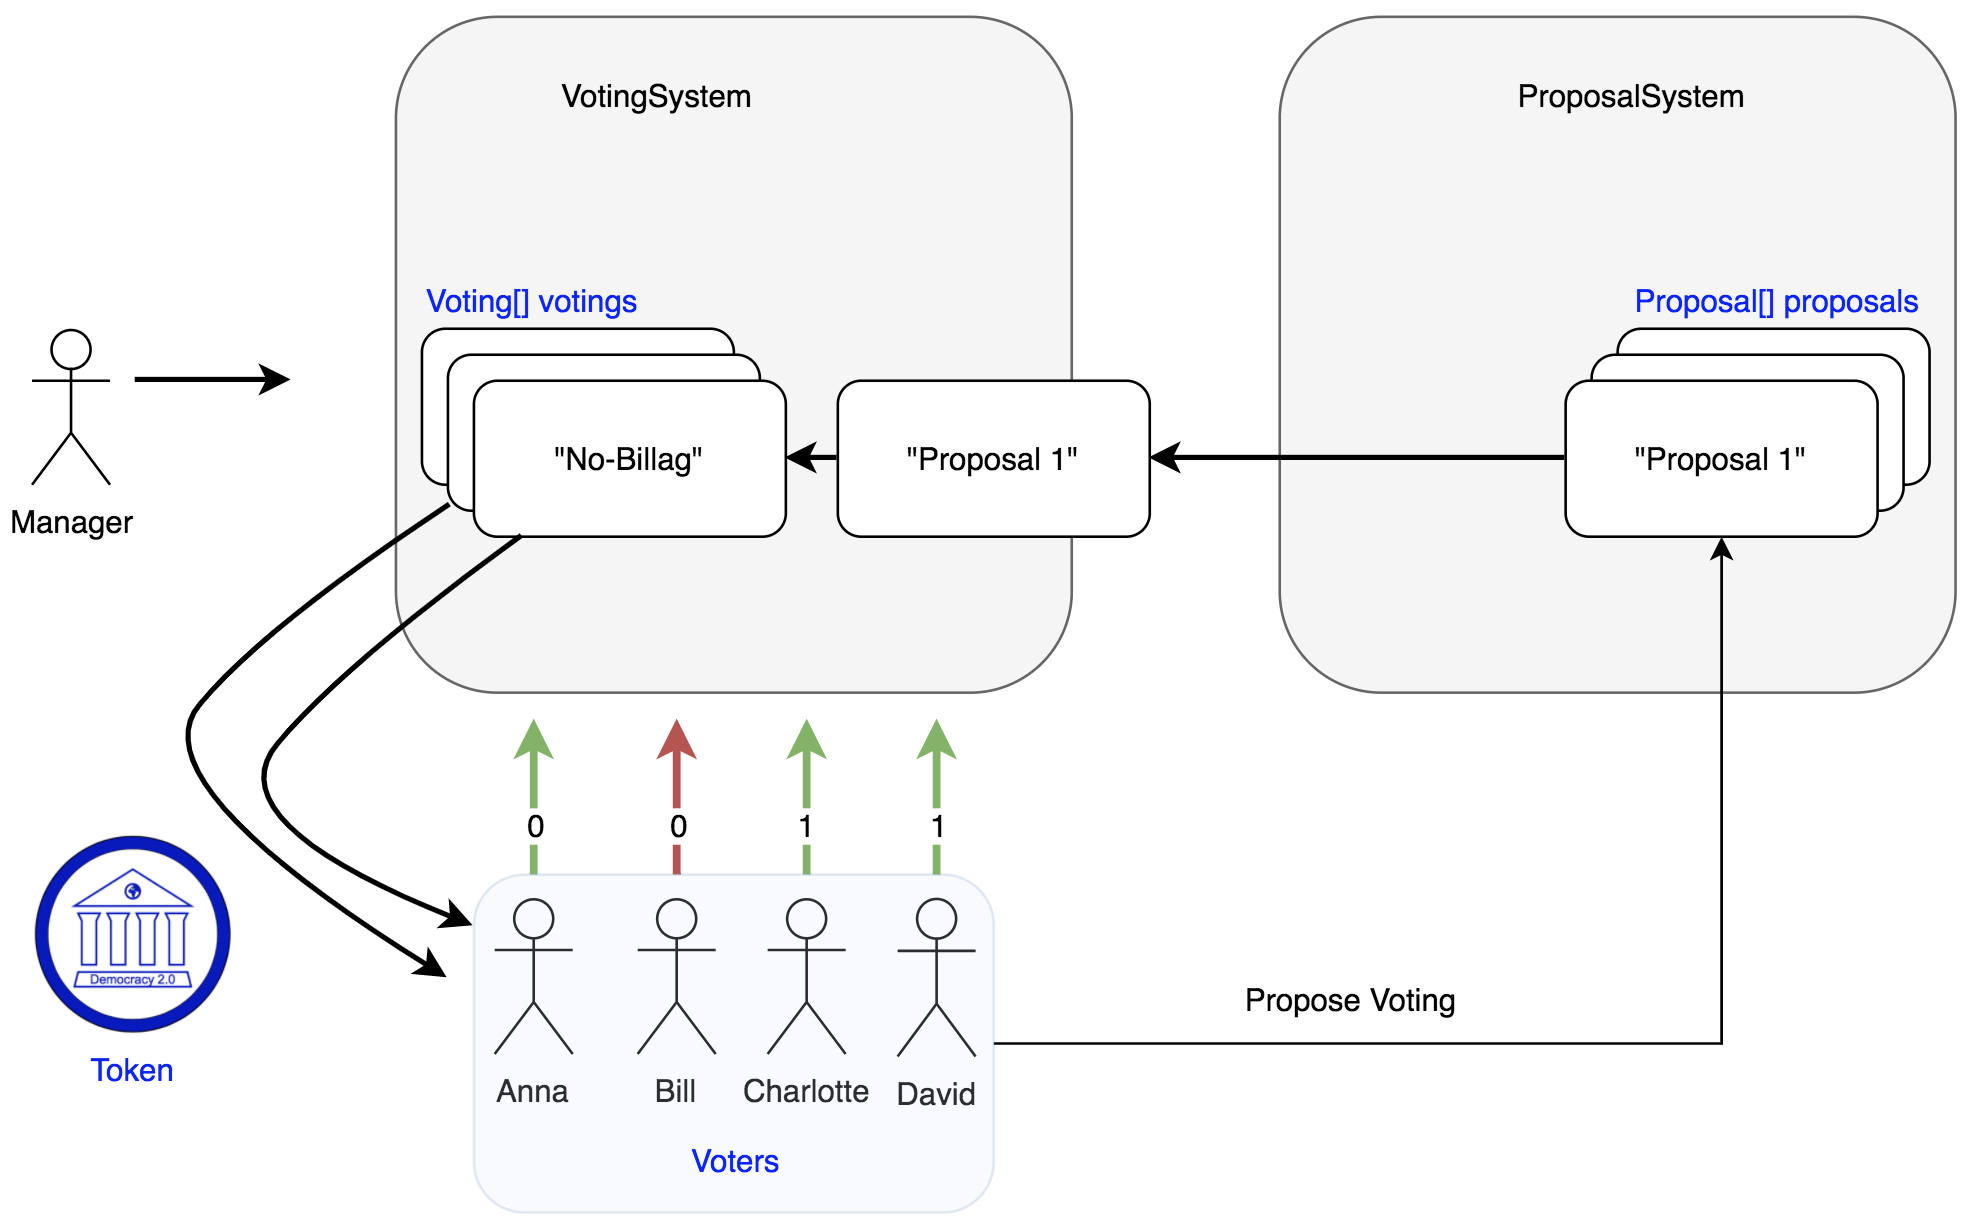 VotingSystem
ProposalSystem
Voting[] votings
Proposal[] proposals
"No-Billag"
"Proposal 1"
"Proposal 1"
Manager
0
0
1
1
Democracy 2.0
Token
Propose Voting
Anna
Bill
Charlotte
David
Voters